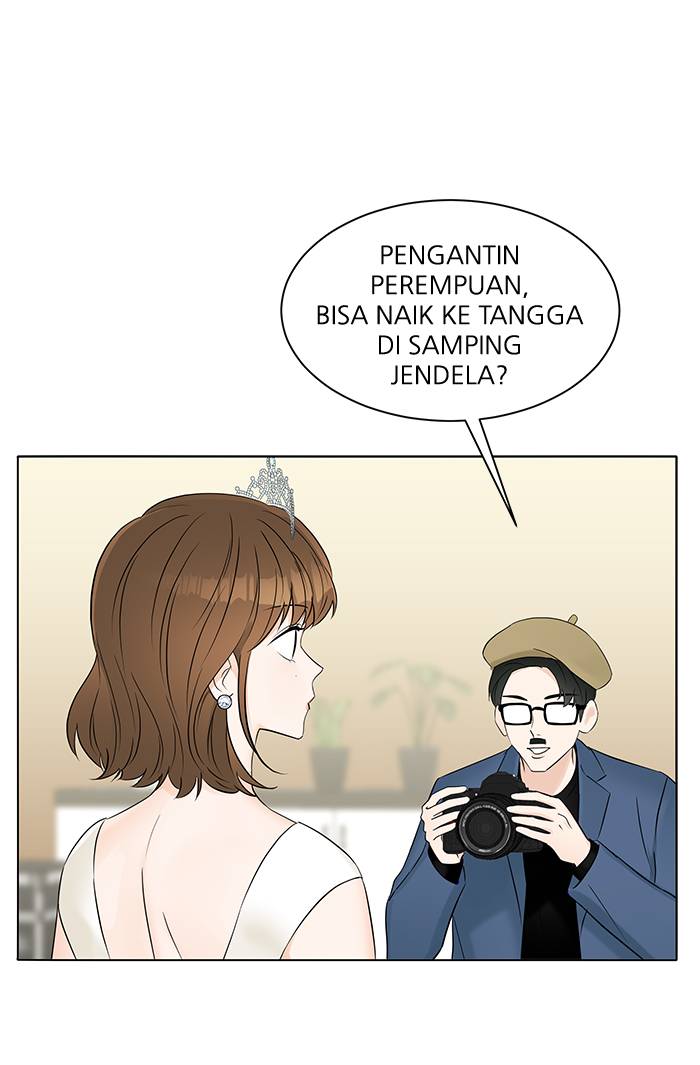 PENGANTIN
PEREMPUAN,
BISA NAIK KE TANGGA
DI SAMPING
JENDELA?